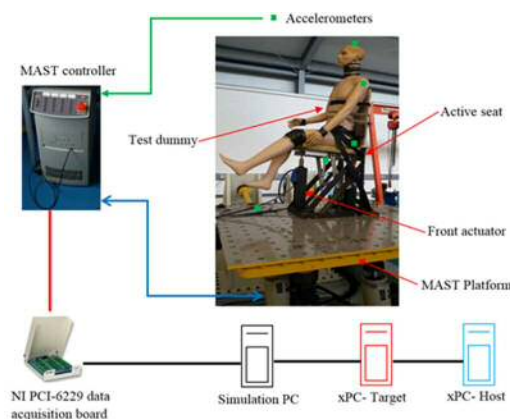 Accelerometers
MAST controller
Test dummy
Active seat
Front actuator
MAST Platform
NI PCI-6229 data
acquisition board
Simulation PC
xPC- Target
xPC- Host